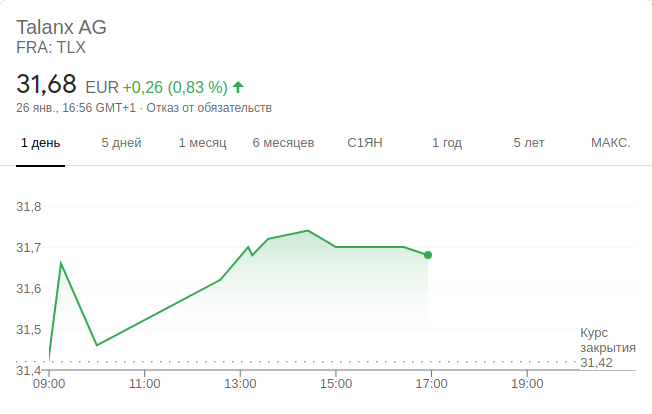 Talanx AG
FRA: TLX
31,68 EUR +0,26 (0,83 %)
26 янв., 16:56 GMT+1 · Отказ от обязательств
1 день 5 дней 1 месяц 6 месяцев С1ЯН 1 год 5 лет МАКС.
31,8
31,7
31,6
31,5
Курс
закрытия
31,42
31,4
09:00 11:00 13:00 15:00 17:00 19:00